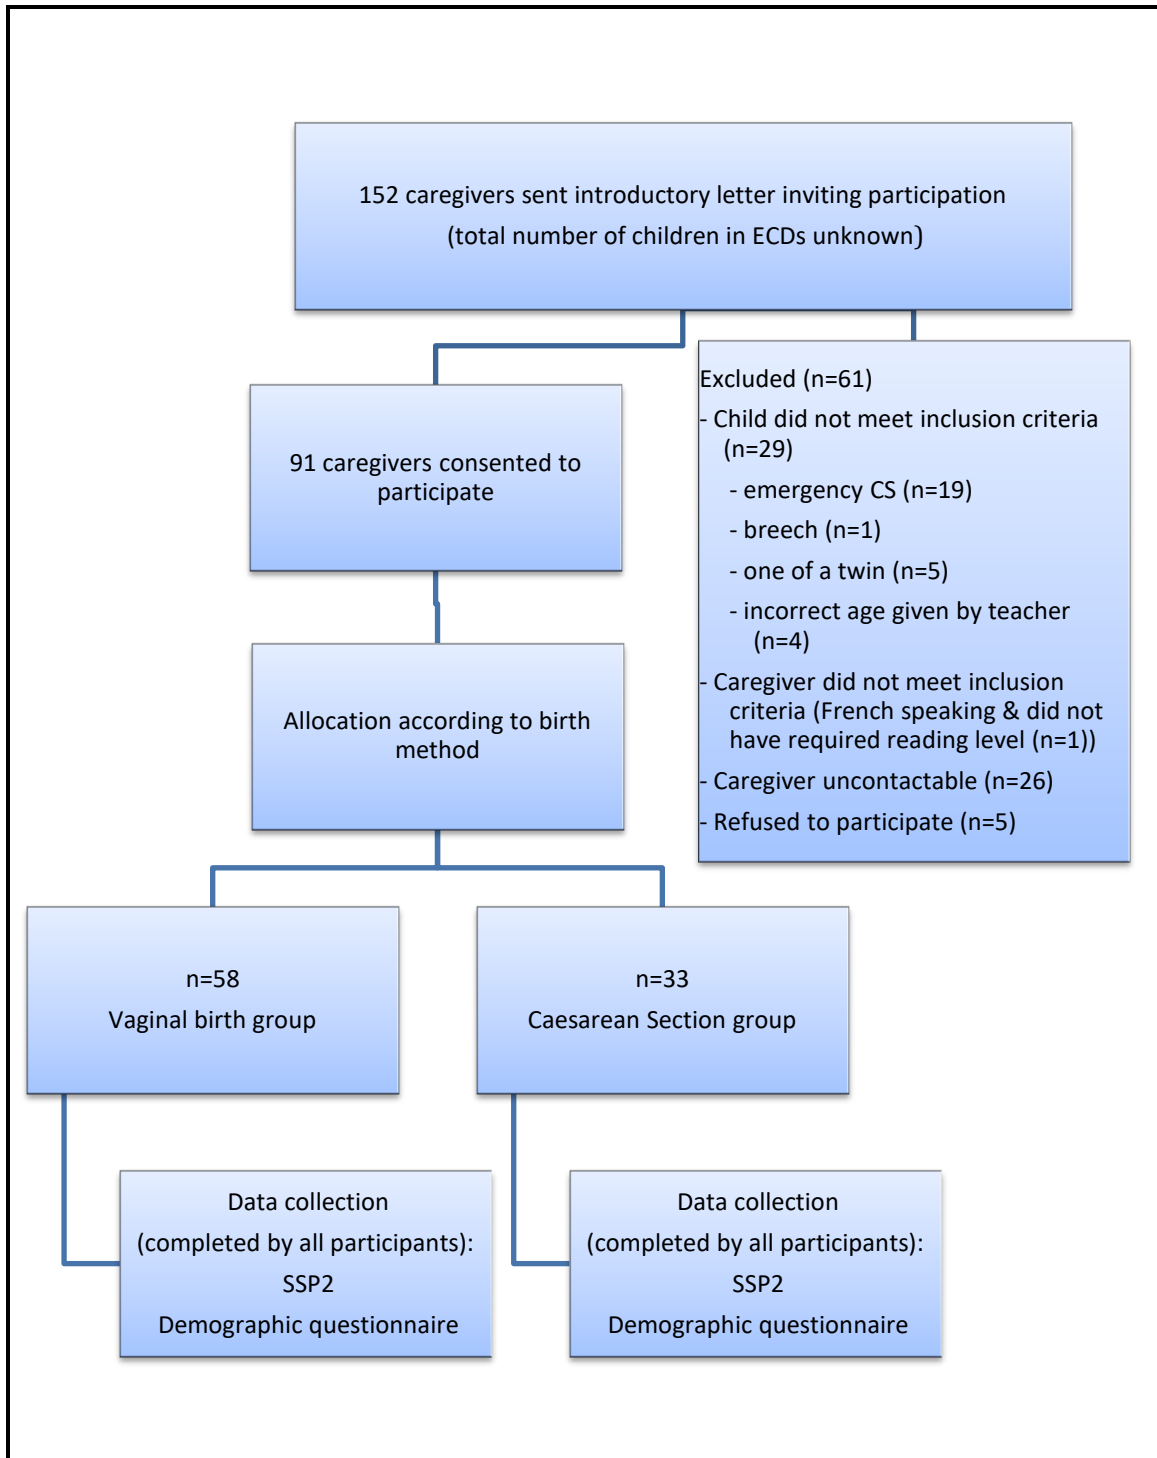 152 caregivers sent introductory letter inviting participation
(total number of children in ECDs unknown)
Excluded (n=61)
- Child did not meet inclusion criteria
(n=29)
- emergency CS (n=19)
- breech (n=1)
- one of a twin (n=5)
- incorrect age given by teacher
(n=4)
- Caregiver did not meet inclusion
criteria (French speaking & did not
have required reading level (n=1))
- Caregiver uncontactable (n=26)
- Refused to participate (n=5)
91 caregivers consented to
participate
Allocation according to birth
method
n=58
Vaginal birth group
n=33
Caesarean Section group
Data collection
(completed by all participants):
SSP2
Demographic questionnaire
Data collection
(completed by all participants):
SSP2
Demographic questionnaire